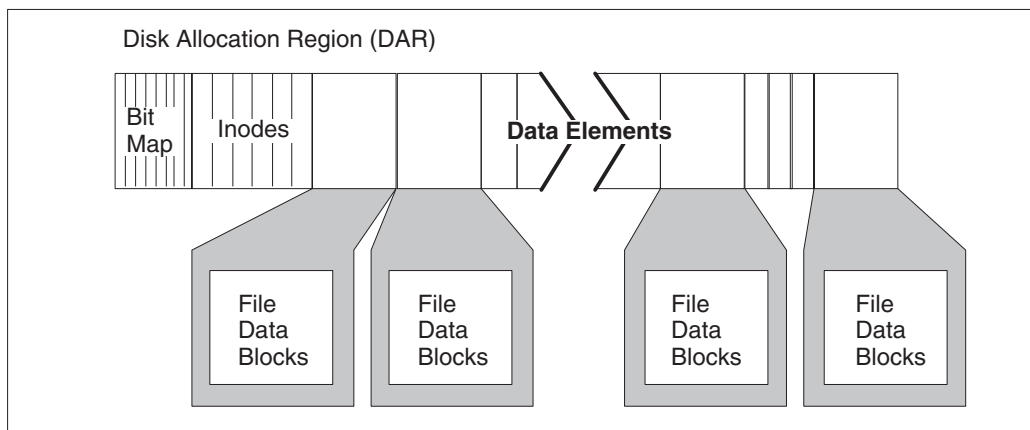 Disk Allocation Region (DAR)
Bit
Map
Inodes
Data Elements
File
Data
Blocks
File
Data
Blocks
File
Data
Blocks
File
Data
Blocks